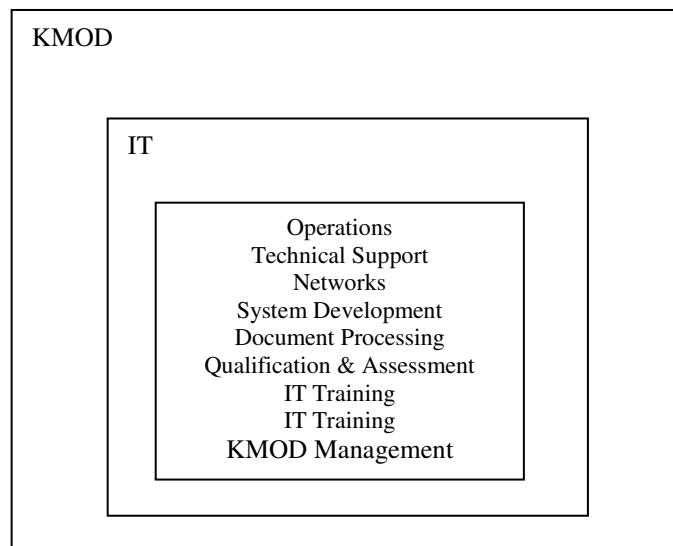 KMOD
IT
Operations
Technical Support
Networks
System Development
Document Processing
Qualification & Assessment
IT Training
IT Training
KMOD Management